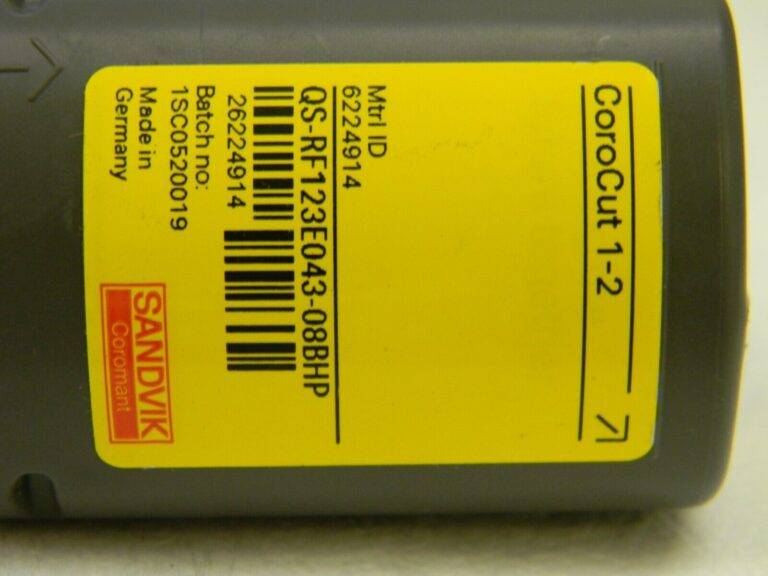 CoroCut 1-2
Mtrl ID
6224914
QS-RF123E043-08BHP
26224914
Batch no:
1SC0520019
Made in
Germany
SANDVIK
Coromant